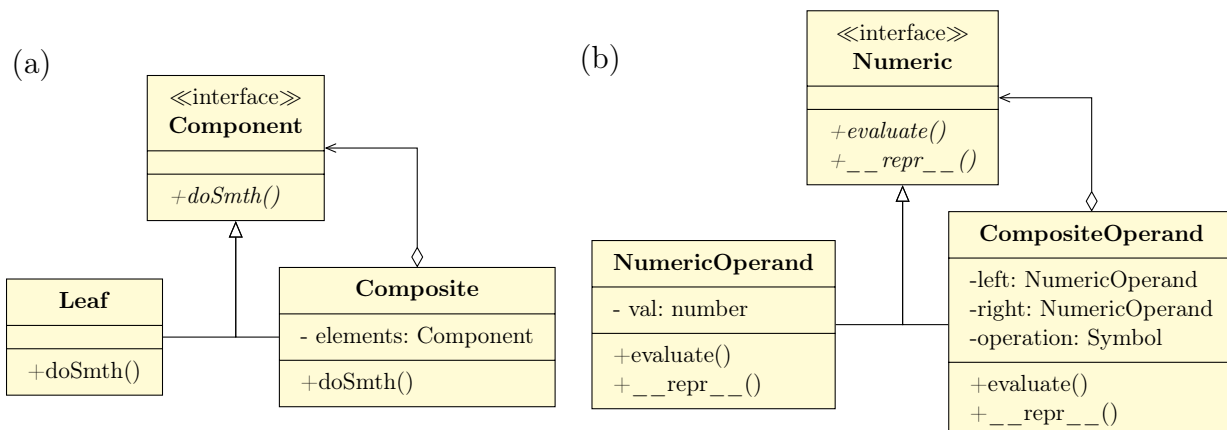 (a)
≪interface≫
Component
+doSmth()
Leaf
+doSmth()
Composite
- elements: Component
+doSmth()
(b)
≪interface≫
Numeric
+evaluate()
+__repr__()
NumericOperand
- val: number
+evaluate()
+__repr__()
CompositeOperand
-left: NumericOperand
-right: NumericOperand
-operation: Symbol
+evaluate()
+__repr__()